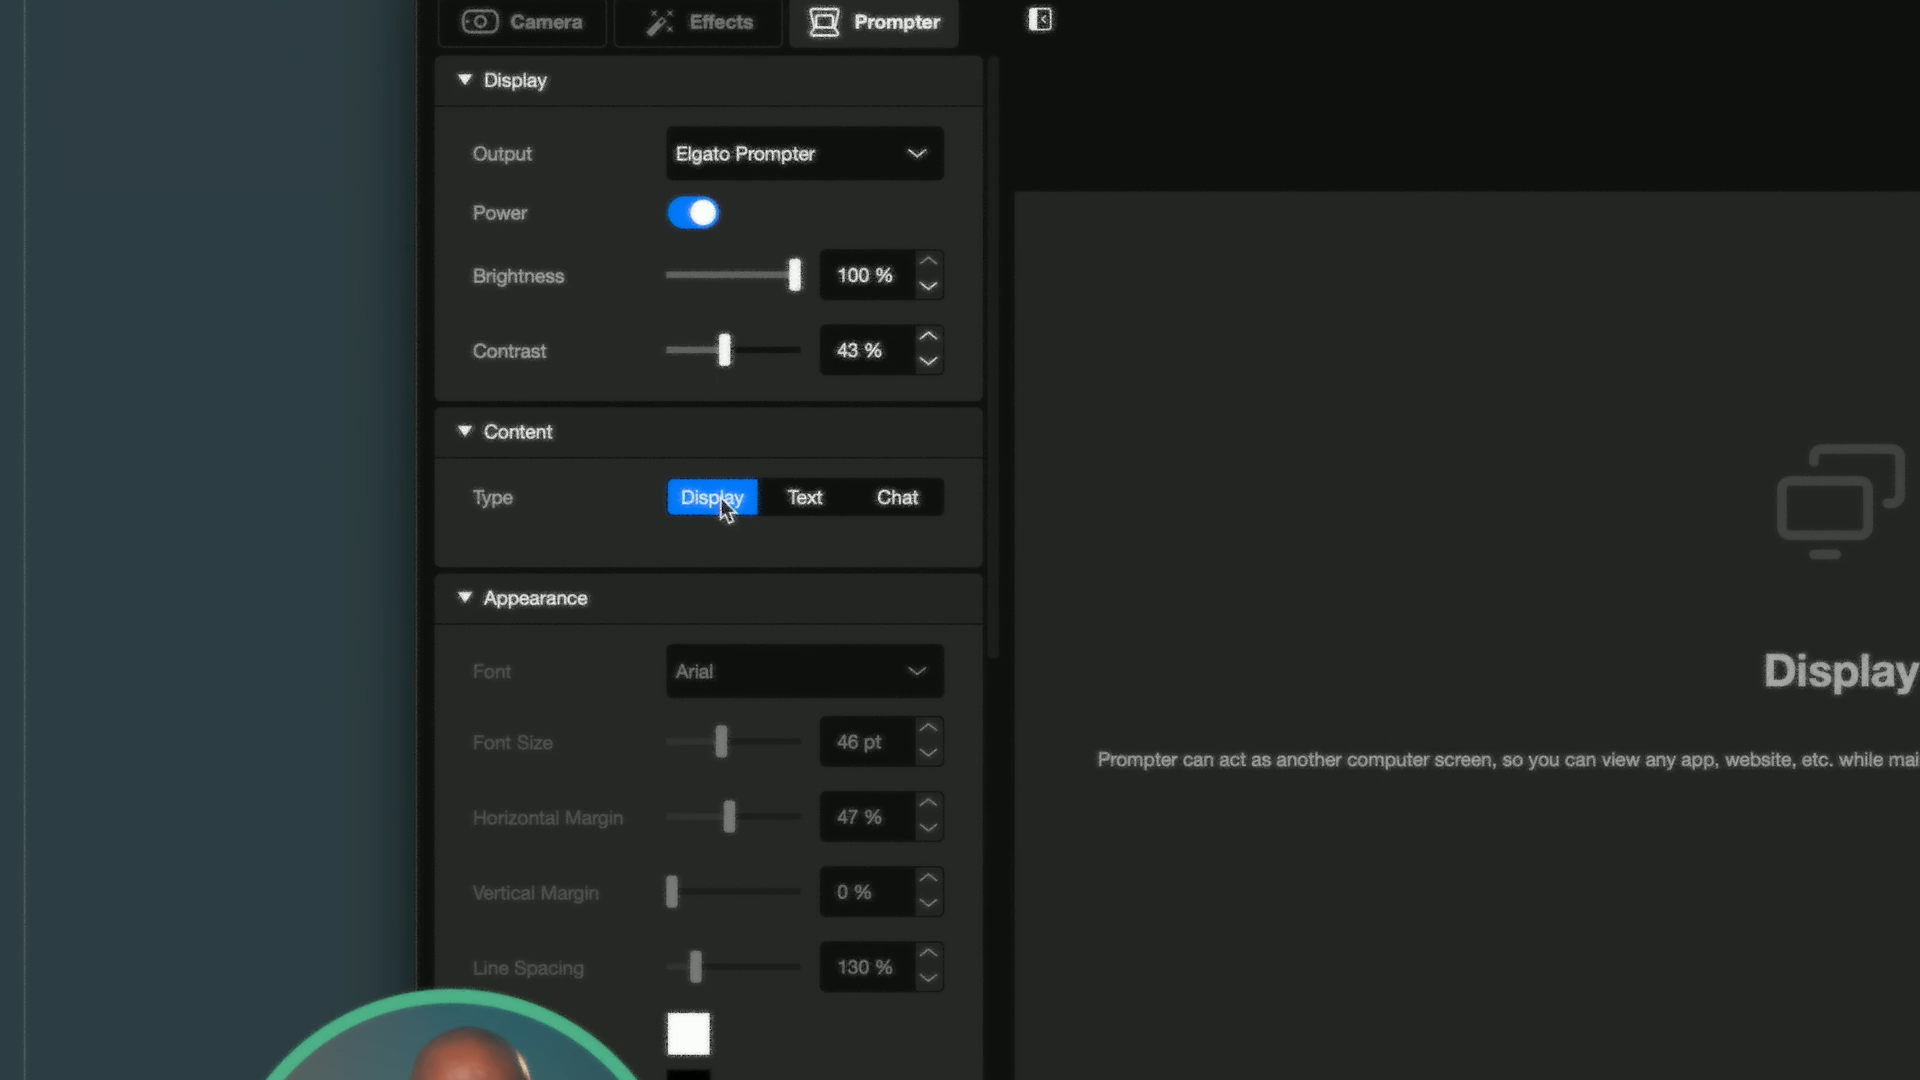 Camera
Effects
Prompter
Display
Output
Elgato Prompter
Power
Brightness
100 %
Contrast
43 %
Content
Type
Display
Text
Chat
Appearance
Font
Arial
Font Size
46 pt
Horizontal Margin
47 %
Vertical Margin
0 %
Line Spacing
130 %
Display
Prompter can act as another computer screen, so you can view any app, website, etc. while mai